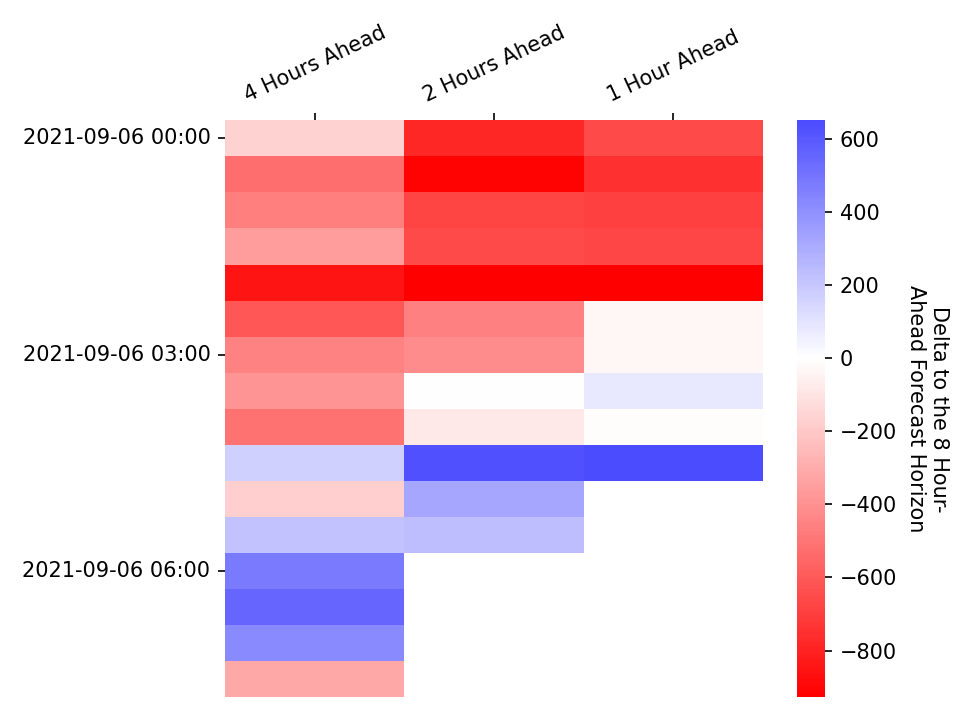 4 Hours Ahead
2 Hours Ahead
1 Hour Ahead
2021-09-06 00:00
2021-09-06 03:00
2021-09-06 06:00
600
400
200
0
−200
−400
−600
−800
Delta to the 8 Hour-
Ahead Forecast Horizon